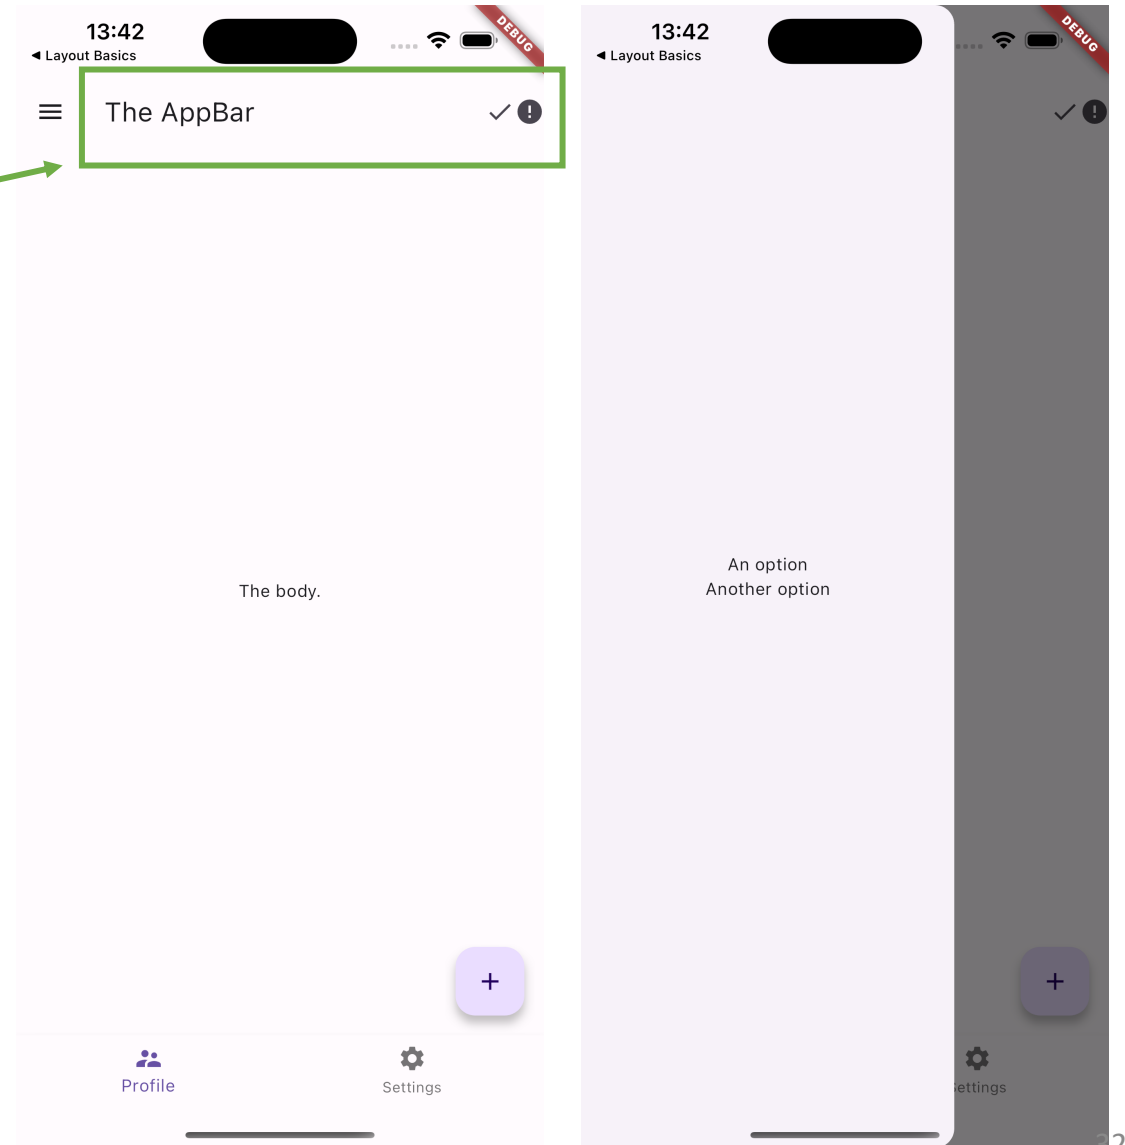 13:42
◀ Layout Basics
DEBUG
The AppBar
The body.
+
Profile
Settings
13:42
◀ Layout Basics
DEBUG
An option
Another option
+
ettings
32